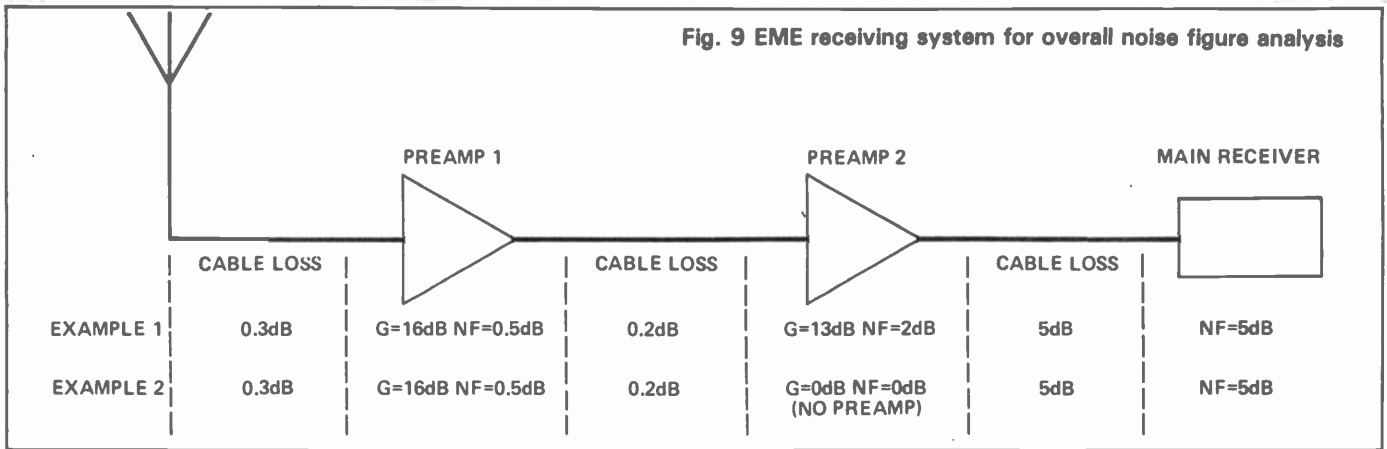 Fig. 9 EME receiving system for overall noise figure analysis
PREAMP 1 PREAMP 2 MAIN RECEIVER
CABLE LOSS CABLE LOSS CABLE LOSS
EXAMPLE 1 0.3dB G=16dB NF=0.5dB 0.2dB G=13dB NF=2dB 5dB NF=5dB
EXAMPLE 2 0.3dB G=16dB NF=0.5dB 0.2dB G=0dB NF=0dB 5dB NF=5dB
(NO PREAMP)